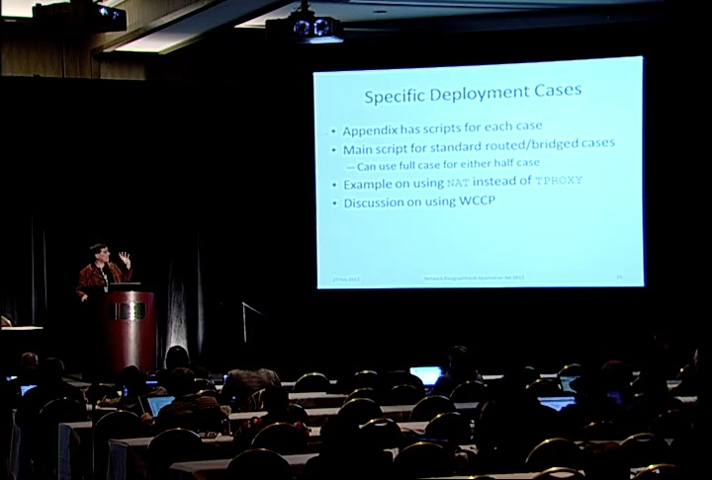 Specific Deployment Cases
• Appendix has scripts for each case
• Main script for standard routed/bridged cases
—Can use full case for either half case
• Example on using NAT instead of TPROXY
• Discussion on using WCCP